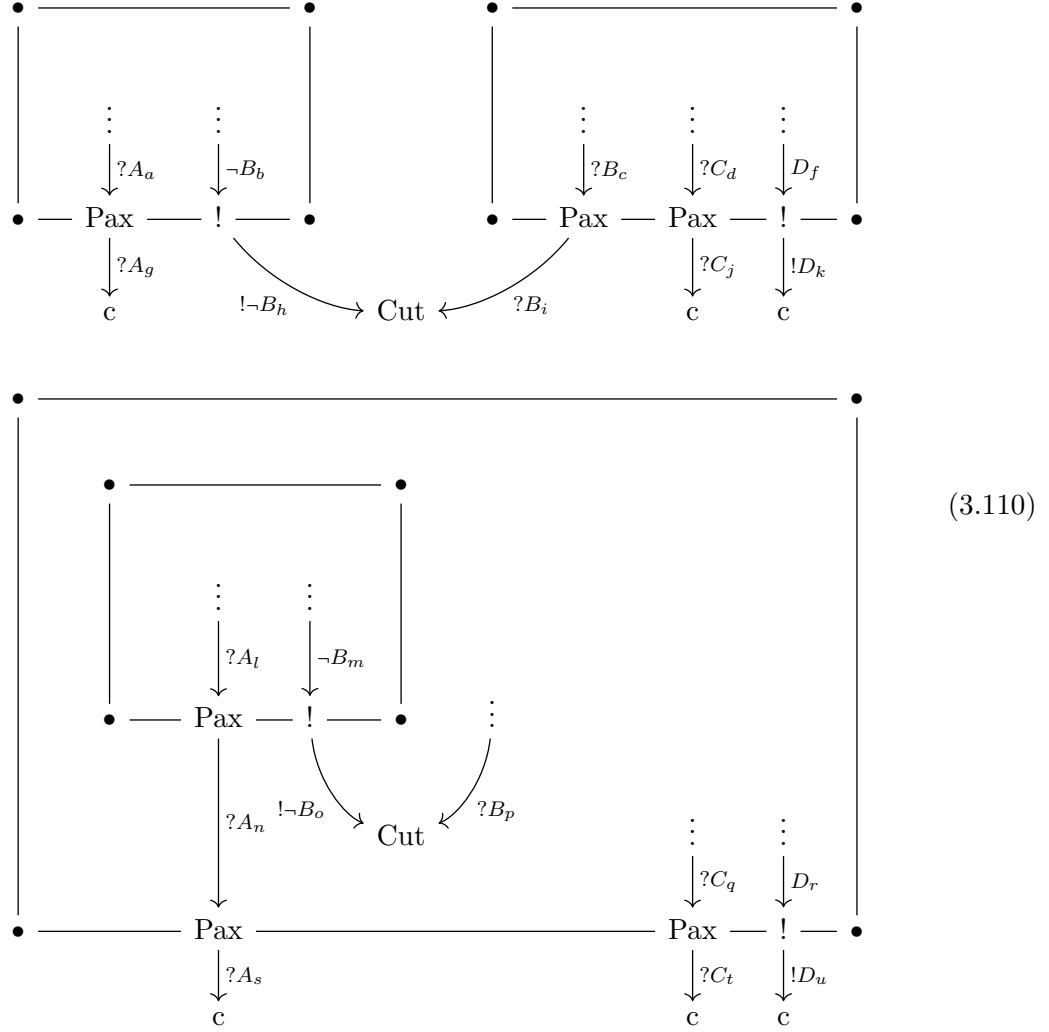 ⋮ ⋮ ⋮ ⋮ ⋮
?A_a ¬B_b ?B_c ?C_d D_f
Pax ! Pax Pax !
?A_g ?C_j !D_k
!¬B_h ?B_i
c Cut c c
(3.110)
⋮ ⋮
?A_l ¬B_m
Pax ! ⋮
!¬B_o ?B_p
?A_n Cut ⋮ ⋮
?C_q D_r
Pax Pax !
?A_s ?C_t !D_u
c c c